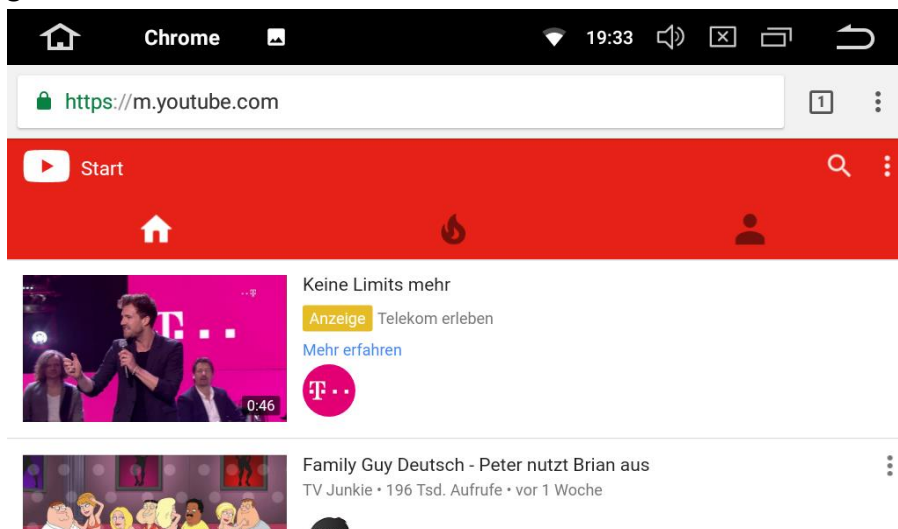 Chrome
19:33
https://m.youtube.com
1
Start
Keine Limits mehr
Anzeige Telekom erleben
Mehr erfahren
T
0:46
T
Family Guy Deutsch - Peter nutzt Brian aus
TV Junkie • 196 Tsd. Aufrufe • vor 1 Woche